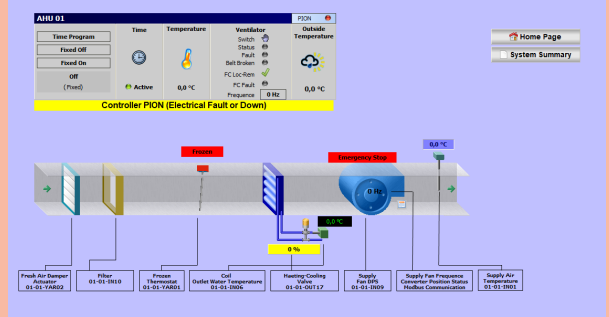 AHU 01
PION
Time Program
Fixed Off
Fixed On
Off
(Fixed)
Time
Active
Temperature
0,0 °C
Ventilator
Switch
Status
Fault
Belt Broken
FC Loc-Rem
FC Fault
Frequence 0 Hz
Outside
Temperature
0,0 °C
Controller PION (Electrical Fault or Down)
Home Page
System Summary
Frozen
Emergency Stop
0,0 °C
0 Hz
0,0 °C
0 %
Fresh Air Damper
Actuater
01-01-YAR02
Filter
01-01-IN10
Frozen
Thermostat
01-01-YAR01
Coil
Outlet Water Temperature
01-01-IN06
Haeting-Cooling
Valve
01-01-OUT17
Supply
Fan DPS
01-01-IN09
Supply Fan Frequence
Converter Position Status
Modbus Communication
Supply Air
Temperature
01-01-IN01